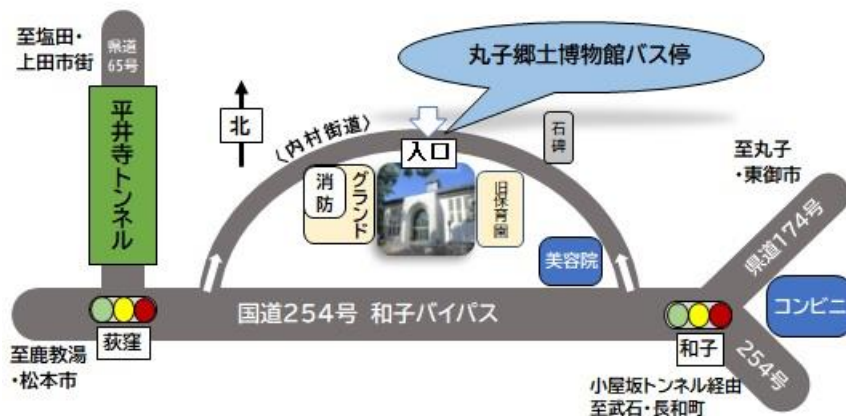 至塩田・
上田市街
県道
65号
平井寺トンネル
北
〈内村街道〉
丸子郷土博物館バス停
入口
石碑
消防
グランド
旧保育園
美容院
至丸子
・東御市
県道174号
コンビニ
国道254号 和子バイパス
荻窪
和子
254号
至鹿教湯
・松本市
小屋坂トンネル経由
至武石・長和町